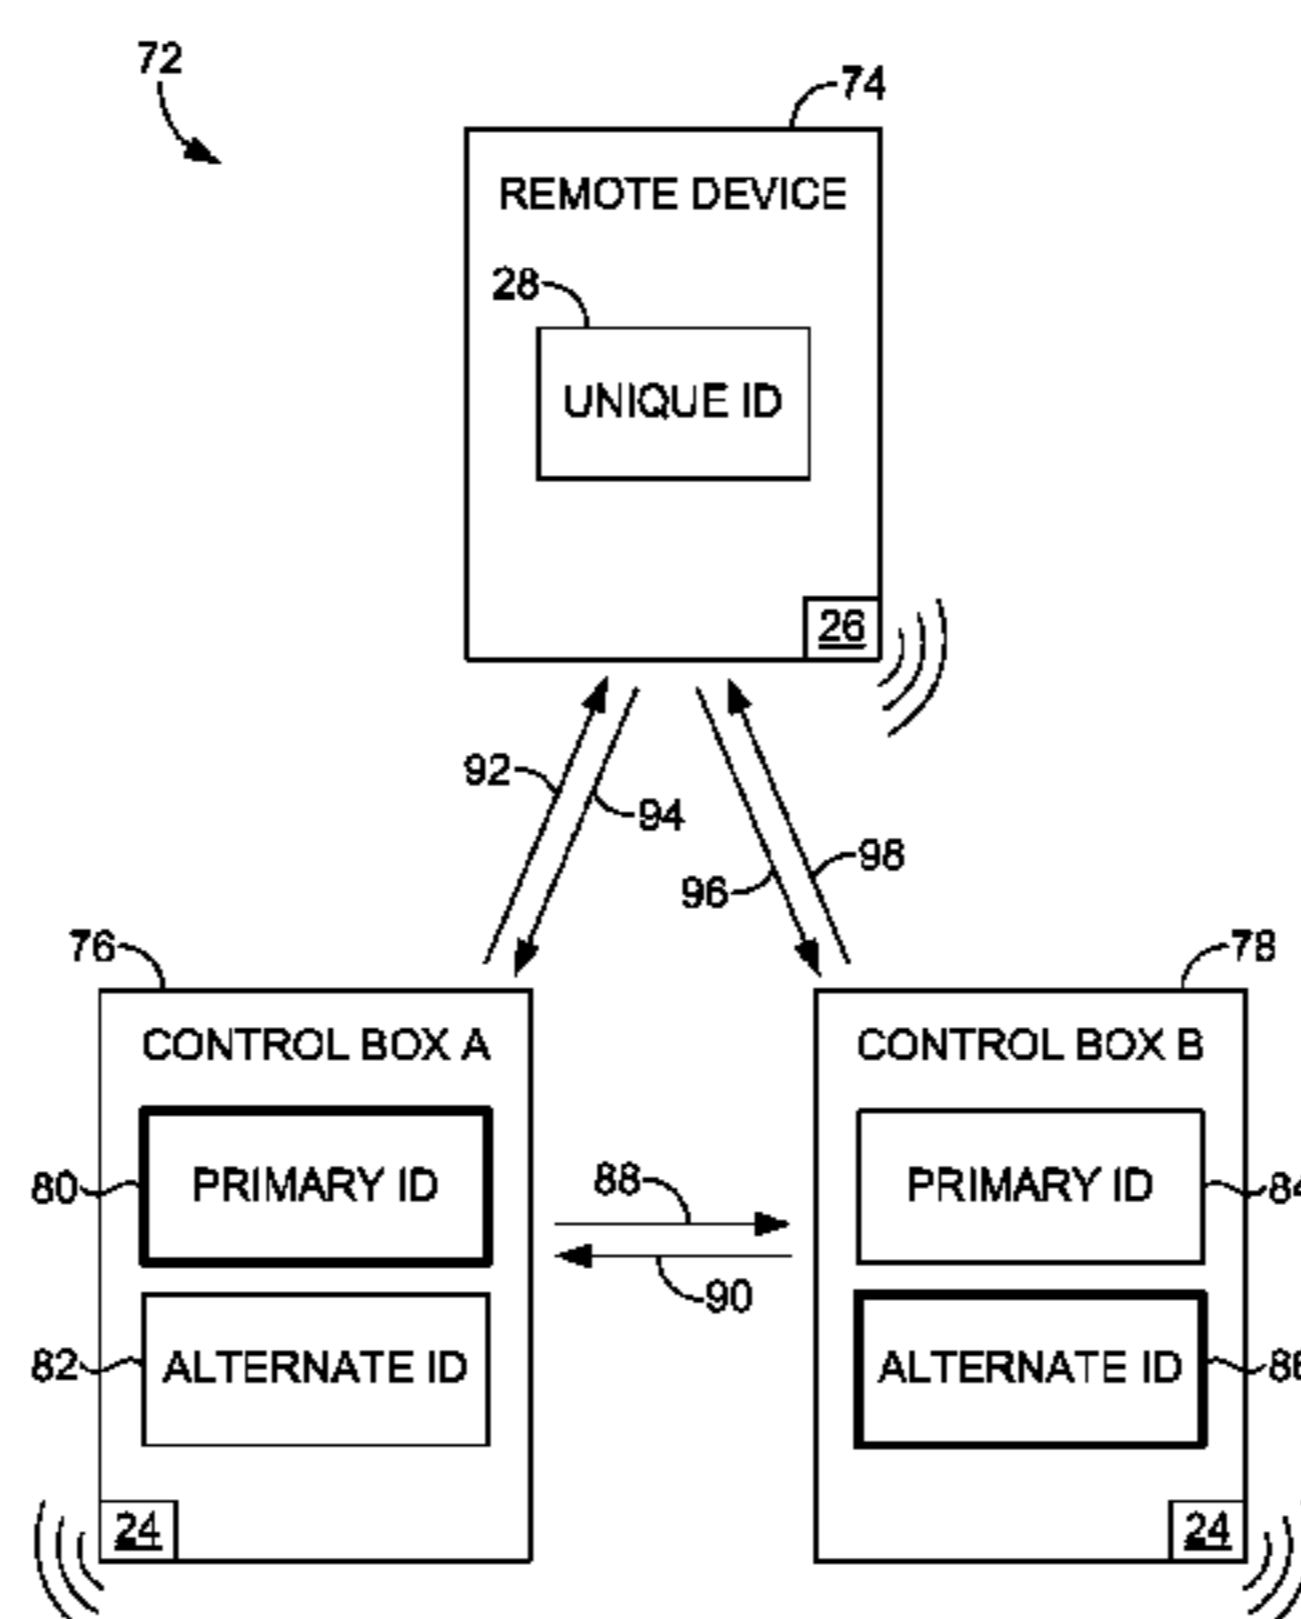 72
74
REMOTE DEVICE
28
UNIQUE ID
26
92
94
98
96
76
78
CONTROL BOX A
CONTROL BOX B
80
PRIMARY ID
88
PRIMARY ID
84
90
82
ALTERNATE ID
ALTERNATE ID
24
24